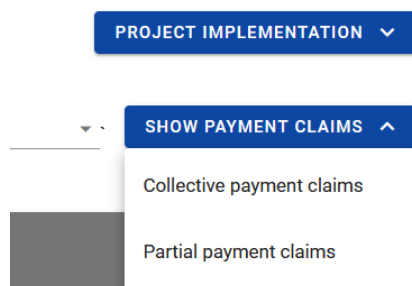 PROJECT IMPLEMENTATION
SHOW PAYMENT CLAIMS
Collective payment claims
Partial payment claims